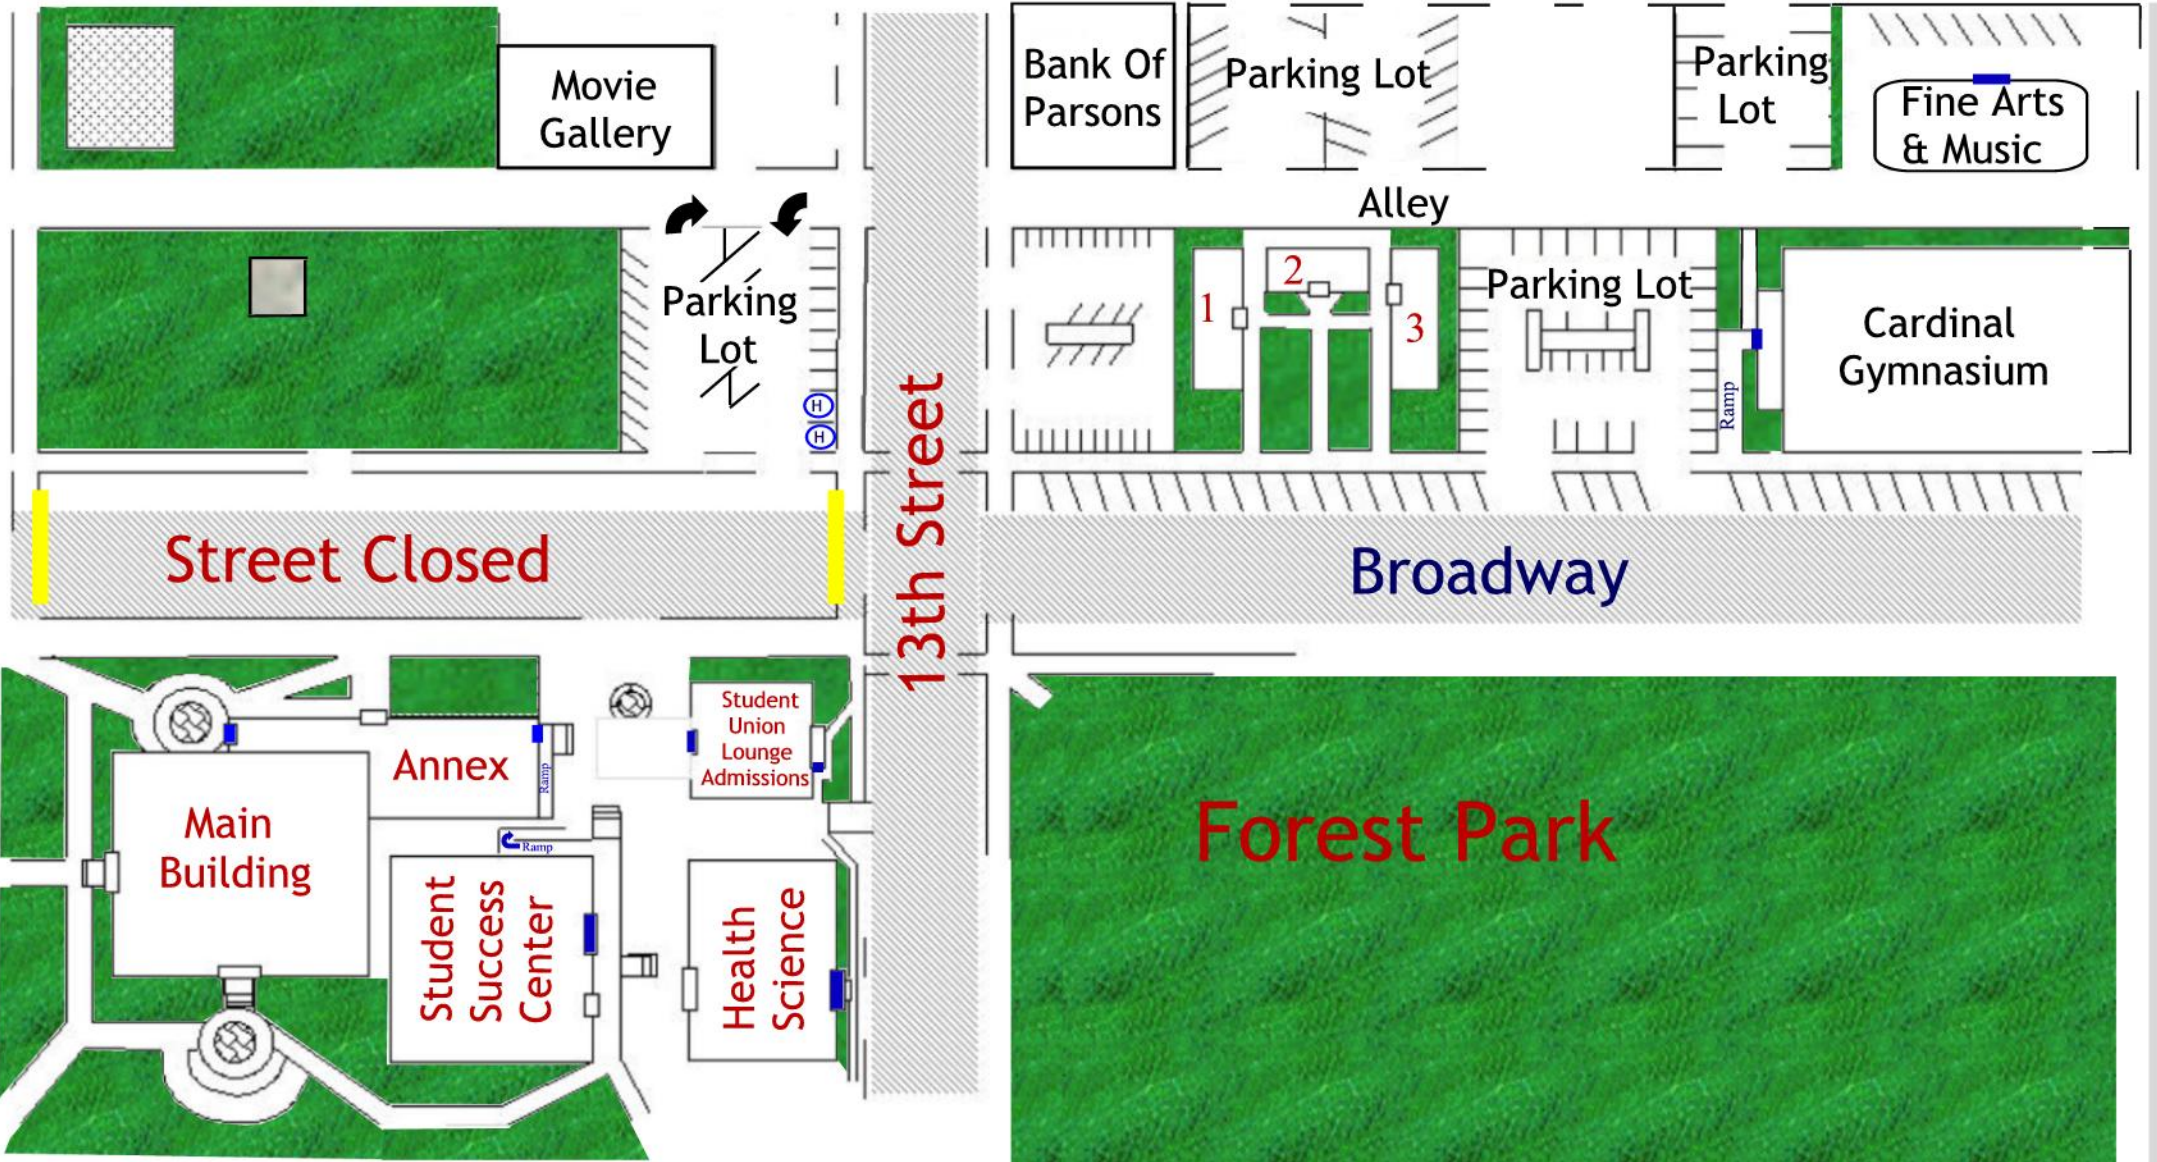 Movie
Gallery
Bank Of
Parsons
Parking Lot
Parking
Lot
Fine Arts
& Music
Alley
Parking
Lot
H
H
1
2
3
Parking Lot
Ramp
Cardinal
Gymnasium
13th Street
Street Closed
Broadway
Annex
Ramp
Student
Union
Lounge
Admissions
Main
Building
Ramp
Student
Success
Center
Health
Science
Forest Park